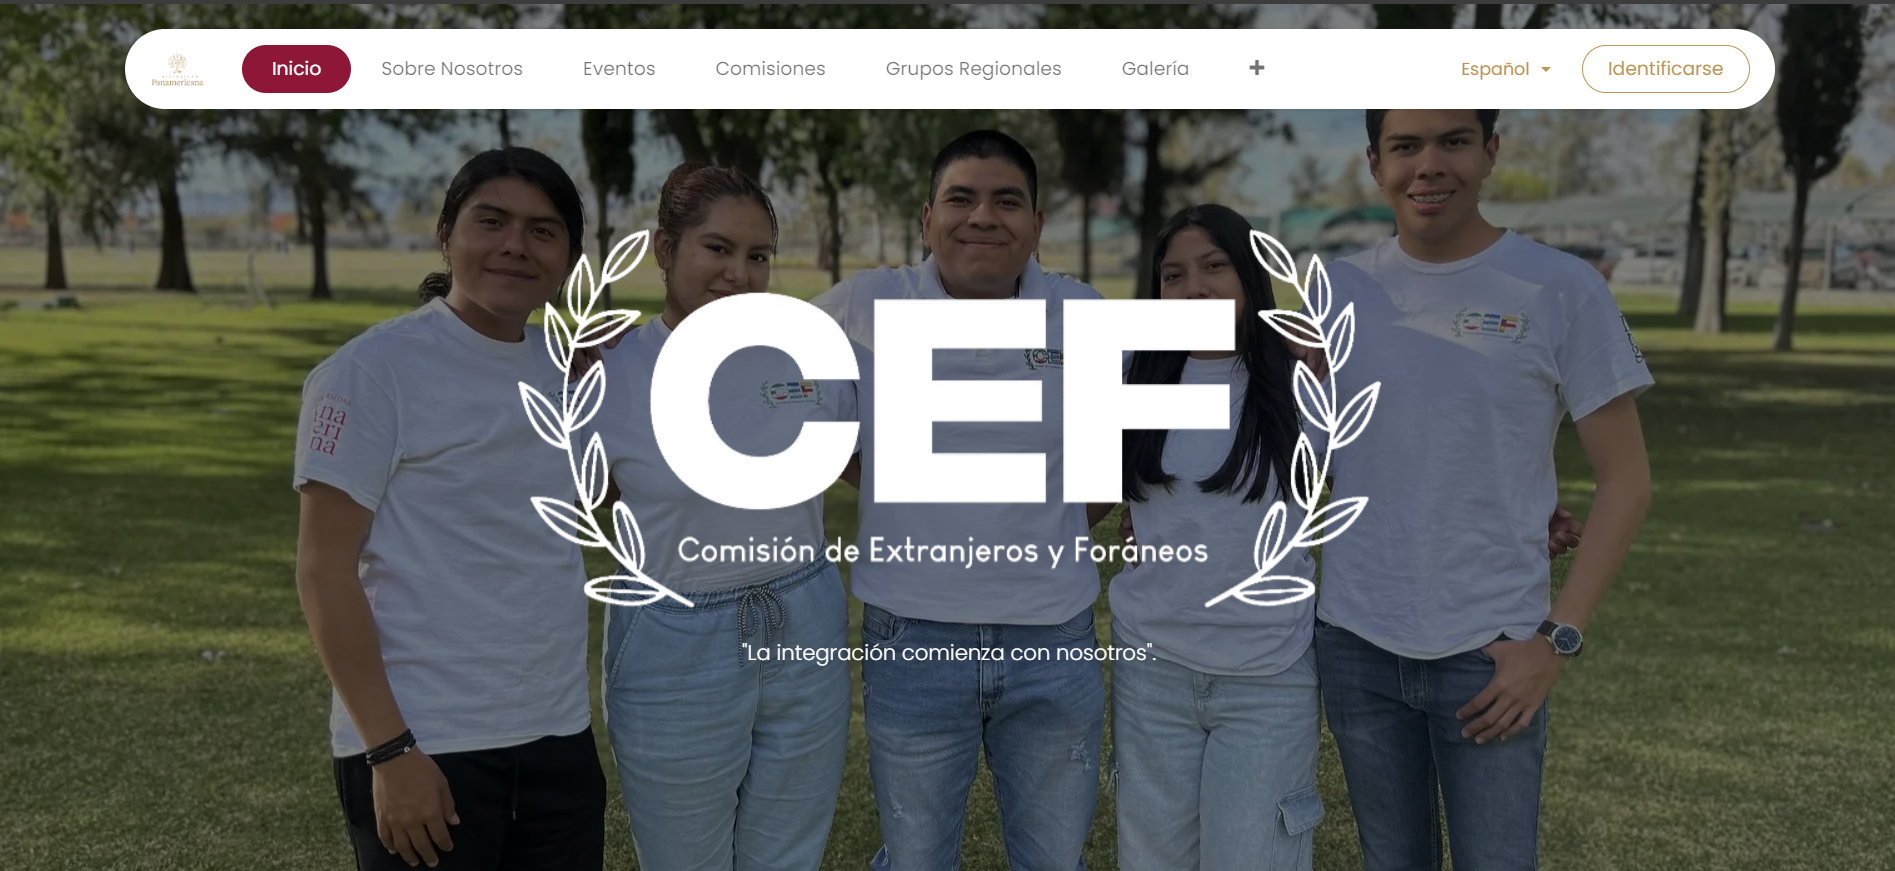 Panamericana
Inicio
Sobre Nosotros
Eventos
Comisiones
Grupos Regionales
Galería
+
Español
Identificarse
CEF
Comisión de Extranjeros y Foráneos
"La integración comienza con nosotros".